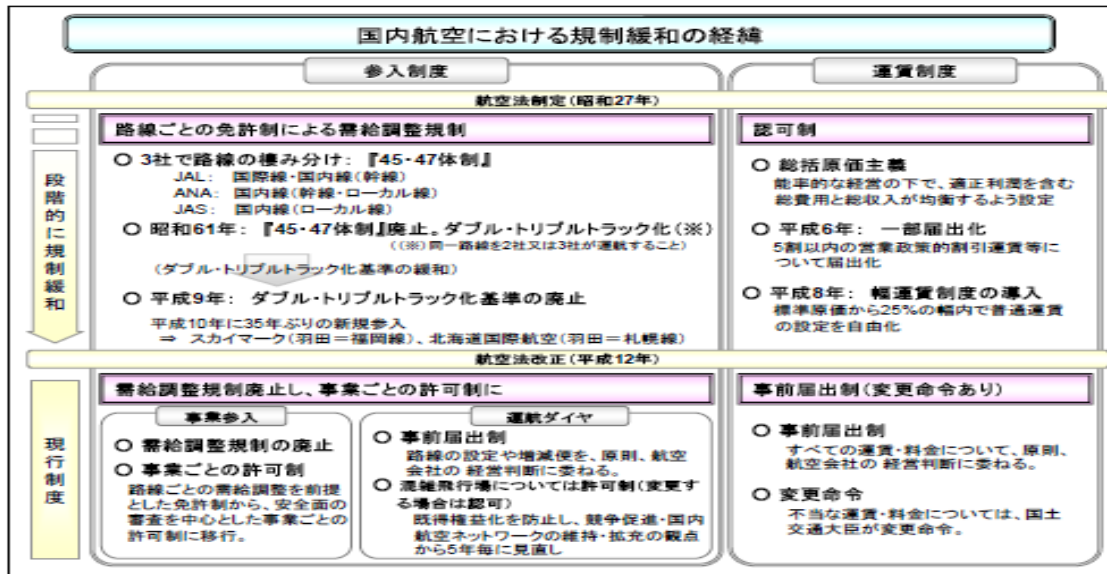 国内航空における規制緩和の経緯
参入制度
運賃制度
航空法制定(昭和27年)
段階的に規制緩和
路線ごとの免許制による需給調整規制
○ 3社で路線の棲み分け: 『45・47体制』
JAL: 国際線・国内線(幹線)
ANA: 国内線(幹線・ローカル線)
JAS: 国内線(ローカル線)
○ 昭和61年: 『45・47体制』廃止。ダブル・トリプルトラック化(※)
((※)同一路線を2社又は3社が運航すること)
(ダブル・トリプルトラック化基準の緩和)
○ 平成9年: ダブル・トリプルトラック化基準の廃止
平成10年に35年ぶりの新規参入
⇒ スカイマーク(羽田=福岡線)、北海道国際航空(羽田=札幌線)
認可制
○ 総括原価主義
能率的な経営の下で、適正利潤を含む
総費用と総収入が均衡するよう設定
○ 平成6年: 一部届出化
5割以内の営業政策的割引運賃等に
ついて届出化
○ 平成8年: 幅運賃制度の導入
標準原価から25%の幅内で普通運賃
の設定を自由化
航空法改正(平成12年)
現行制度
需給調整規制廃止し、事業ごとの許可制に
事業参入
○ 需給調整規制の廃止
○ 事業ごとの許可制
路線ごとの需給調整を前提
とした免許制から、安全面の
審査を中心とした事業ごとの
許可制に移行。
運航ダイヤ
○ 事前届出制
路線の設定や増減便を、原則、航空
会社の 経営判断に委ねる。
○ 混雑飛行場については許可制(変更す
る場合は認可)
既得権益化を防止し、競争促進・国内
航空ネットワークの維持・拡充の観点
から5年毎に見直し
事前届出制(変更命令あり)
○ 事前届出制
すべての運賃・料金について、原則、
航空会社の 経営判断に委ねる。
○ 変更命令
不当な運賃・料金については、国土
交通大臣が変更命令。